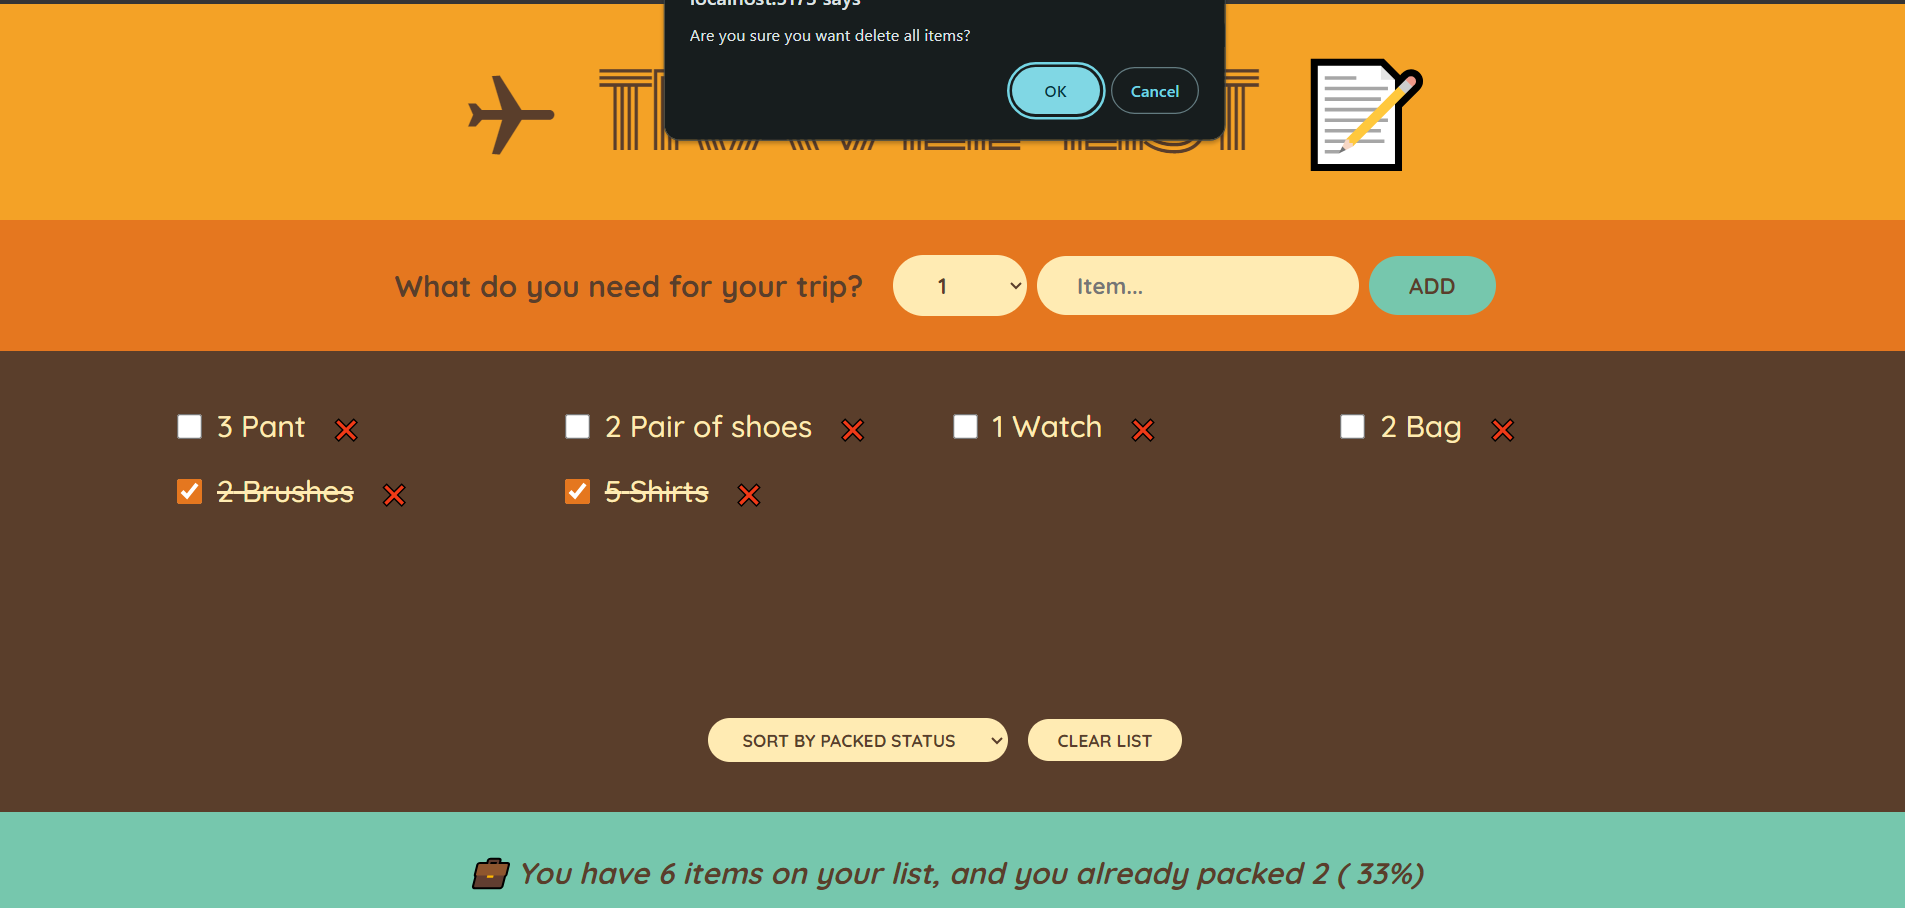 localhost:5173 says
Are you sure you want delete all items?
OK
Cancel
What do you need for your trip?
1
Item...
ADD
3 Pant
2 Pair of shoes
1 Watch
2 Bag
2 Brushes
5 Shirts
SORT BY PACKED STATUS
CLEAR LIST
You have 6 items on your list, and you already packed 2 ( 33%)